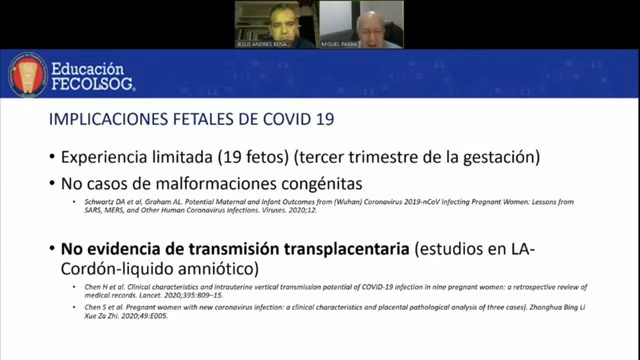 JESUS ANDRES BENA
MIGUEL PARRA
Educación
FECOLSOG
IMPLICACIONES FETALES DE COVID 19
• Experiencia limitada (19 fetos) (tercer trimestre de la gestación)
• No casos de malformaciones congénitas
• Schwartz DA et al, Graham AL. Potential Maternal and Infant Outcomes from (Wuhan) Coronavirus 2019-nCoV Infecting Pregnant Women: Lessons from
SARS, MERS, and Other Human Coronavirus Infections. Viruses. 2020;12.
• No evidencia de transmisión transplacentaria (estudios en LA-
Cordón-liquido amniótico)
• Chen H et al. Clinical characteristics and intrauterine vertical transmission potential of COVID-19 infection in nine pregnant women: a retrospective review of
medical records. Lancet. 2020;395:809–15.
• Chen S et al. Pregnant women with new coronavirus infection: a clinical characteristics and placental pathological analysis of three cases]. Zhonghua Bing Li
Xue Za Zhi. 2020;49:E005.